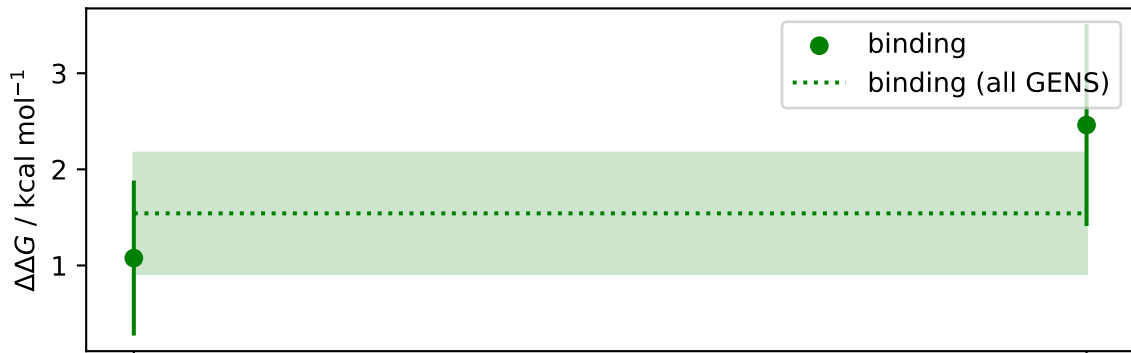 binding
binding (all GENS)
3
2
1
ΔΔG / kcal mol⁻¹